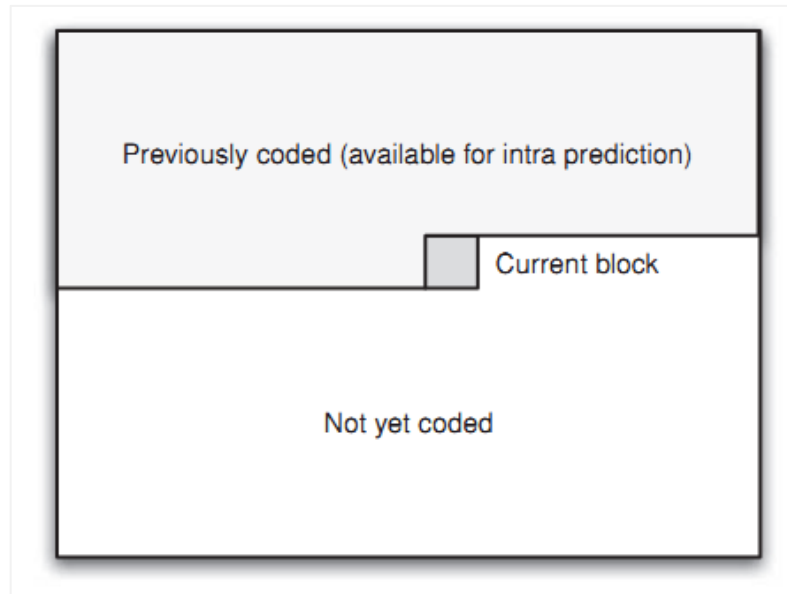 Previously coded (available for intra prediction)
Current block
Not yet coded